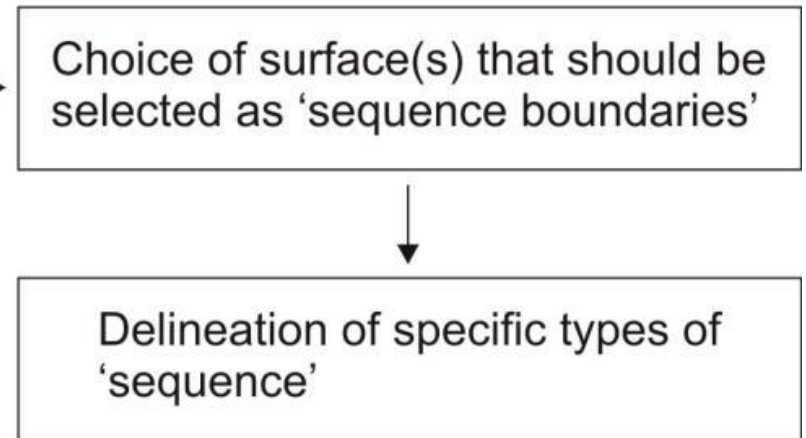 Choice of surface(s) that should be
selected as ‘sequence boundaries’
Delineation of specific types of
‘sequence’